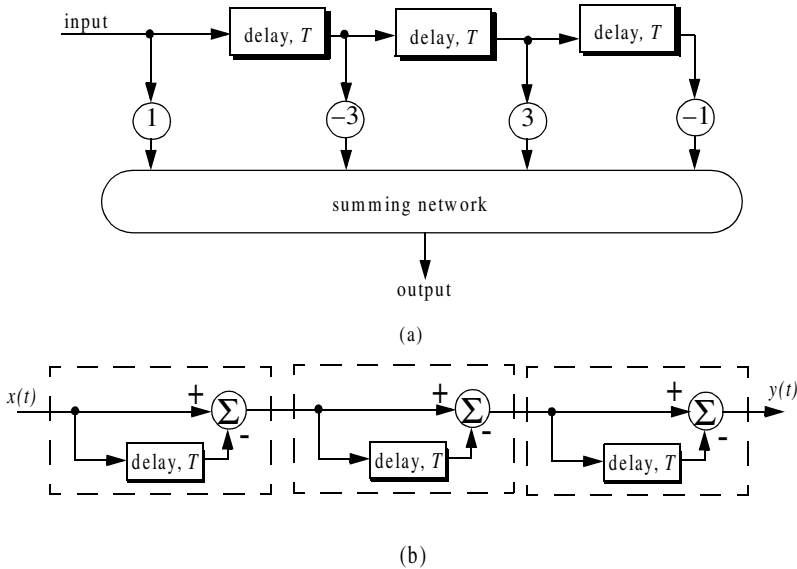 input
delay, T
delay, T
delay, T
1
−3
3
−1
summing network
output
(a)
x(t)
+
Σ
-
delay, T
+
Σ
-
delay, T
+
Σ
-
delay, T
y(t)
(b)